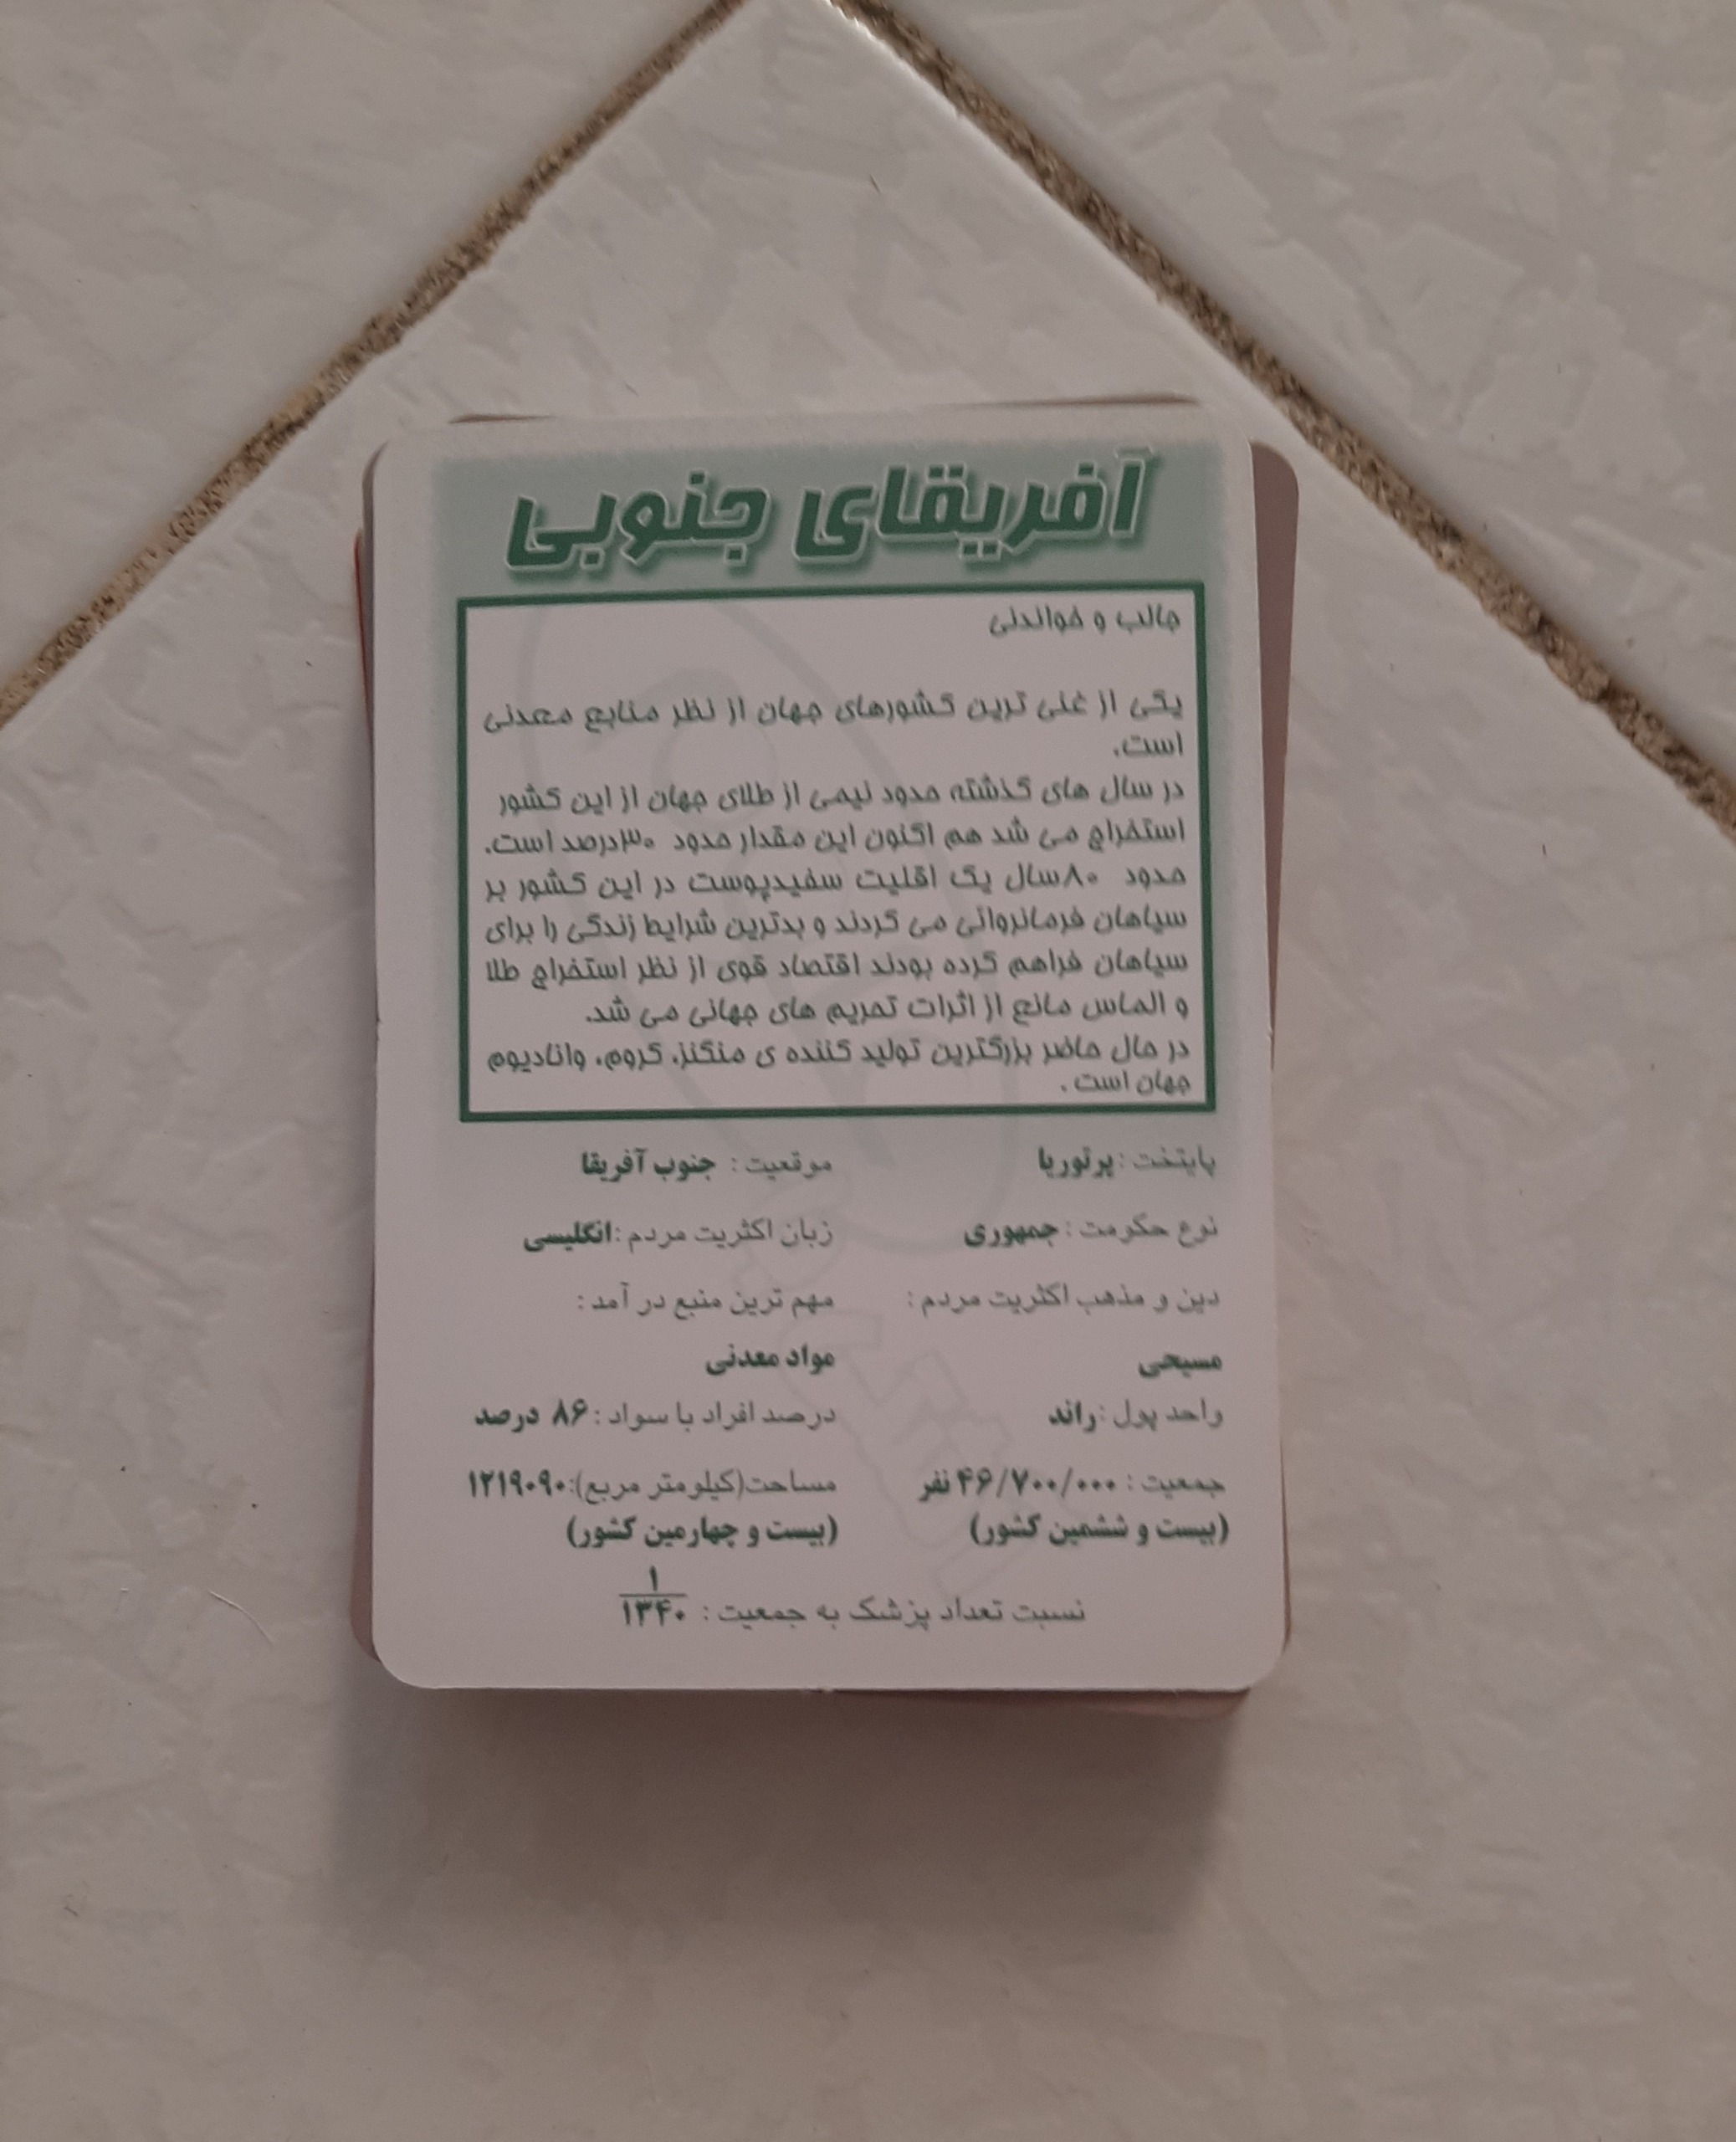 آفریقای جنوبی
جالب و خواندنی
یکی از غنی ترین کشورهای جهان از نظر منابع معدنی
است.
در سال های گذشته حدود نیمی از طلای جهان از این کشور
استخراج می شد هم اکنون این مقدار حدود ۳۰درصد است.
حدود ۸۰سال یک اقلیت سفیدپوست در این کشور بر
سیاهان فرمانروائی می کردند و بدترین شرایط زندگی را برای
سیاهان فراهم کرده بودند اقتصاد قوی از نظر استخراج طلا
و الماس مانع از اثرات تحریم های جهانی می شد.
در حال حاضر بزرگترین تولید کننده ی منگنز، کروم، وانادیوم
جهان است .
پایتخت : پرتوریا موقعیت : جنوب آفریقا
نوع حکومت : جمهوری زبان اکثریت مردم :انگلیسی
دین و مذهب اکثریت مردم : مهم ترین منبع در آمد :
مسیحی مواد معدنی
واحد پول : راند درصد افراد با سواد : ۸۶ درصد
جمعیت : ۴۶/۷۰۰/۰۰۰ نفر مساحت(کیلومتر مربع):۱۲۱۹۰۹۰
(بیست و ششمین کشور) (بیست و چهارمین کشور)
نسبت تعداد پزشک به جمعیت : ۱/۱۳۴۰